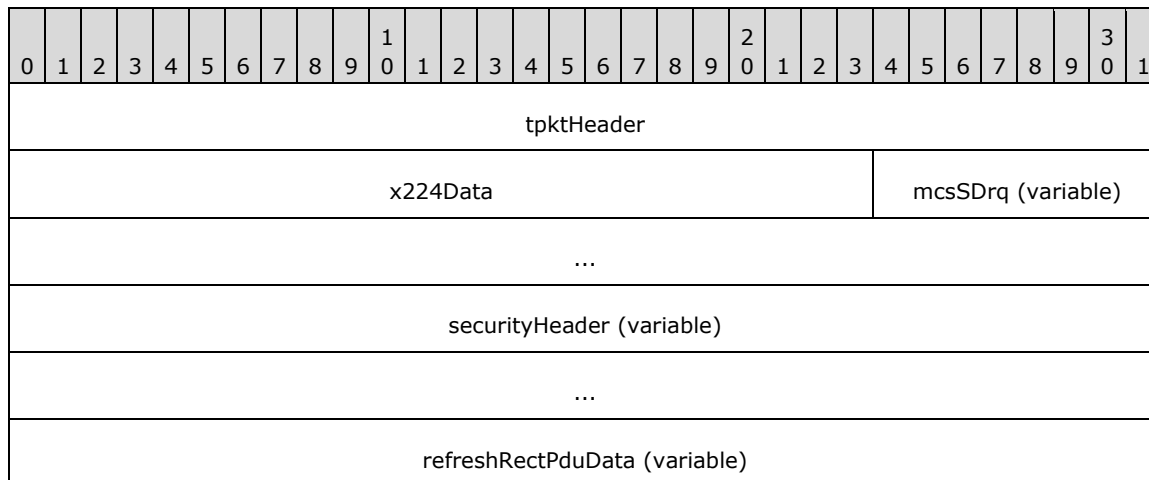 1 2 3
0 1 2 3 4 5 6 7 8 9 0 1 2 3 4 5 6 7 8 9 0 1 2 3 4 5 6 7 8 9 0 1
tpktHeader
x224Data mcsSDrq (variable)
...
securityHeader (variable)
...
refreshRectPduData (variable)